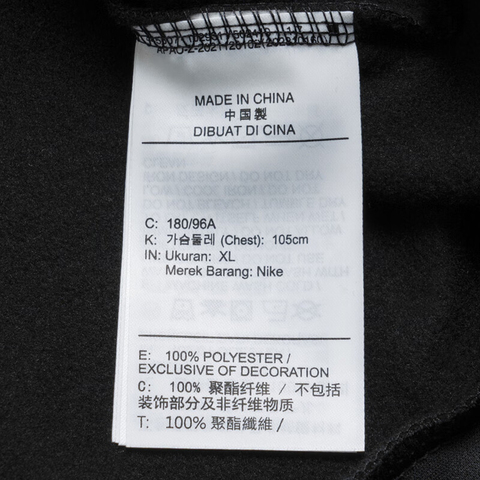 MADE IN CHINA
中国製
DIBUAT DI CINA
C: 180/96A
K: 가슴둘레 (Chest): 105cm
IN: Ukuran: XL
Merek Barang: Nike
E: 100% POLYESTER /
EXCLUSIVE OF DECORATION
C: 100% 聚酯纤维 / 不包括
装饰部分及非纤维物质
T: 100% 聚酯纖維 /